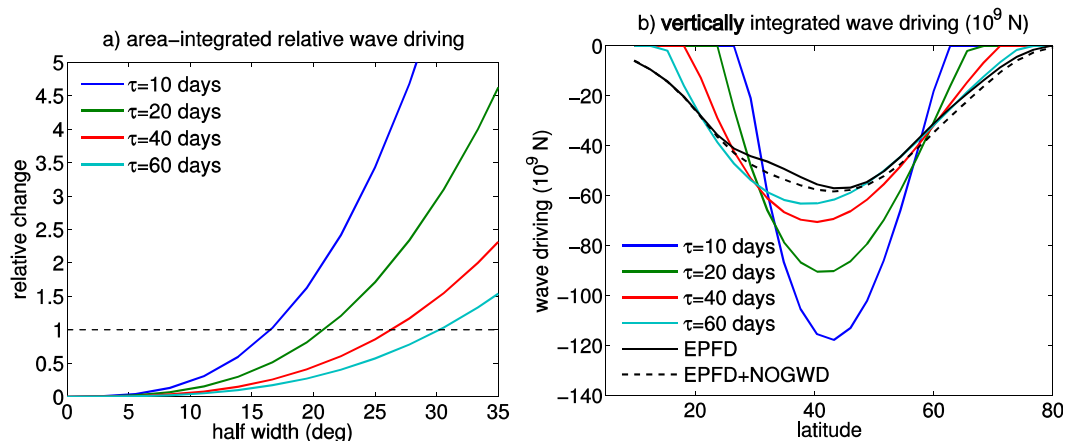 a) area-integrated relative wave driving
relative change
5
4.5
4
3.5
3
2.5
2
1.5
1
0.5
0
τ=10 days
τ=20 days
τ=40 days
τ=60 days
0 5 10 15 20 25 30 35
half width (deg)
b) vertically integrated wave driving (10⁹ N)
wave driving (10⁹ N)
0
−20
−40
−60
−80
−100
−120
−140
τ=10 days
τ=20 days
τ=40 days
τ=60 days
EPFD
EPFD+NOGWD
20 40 60 80
latitude